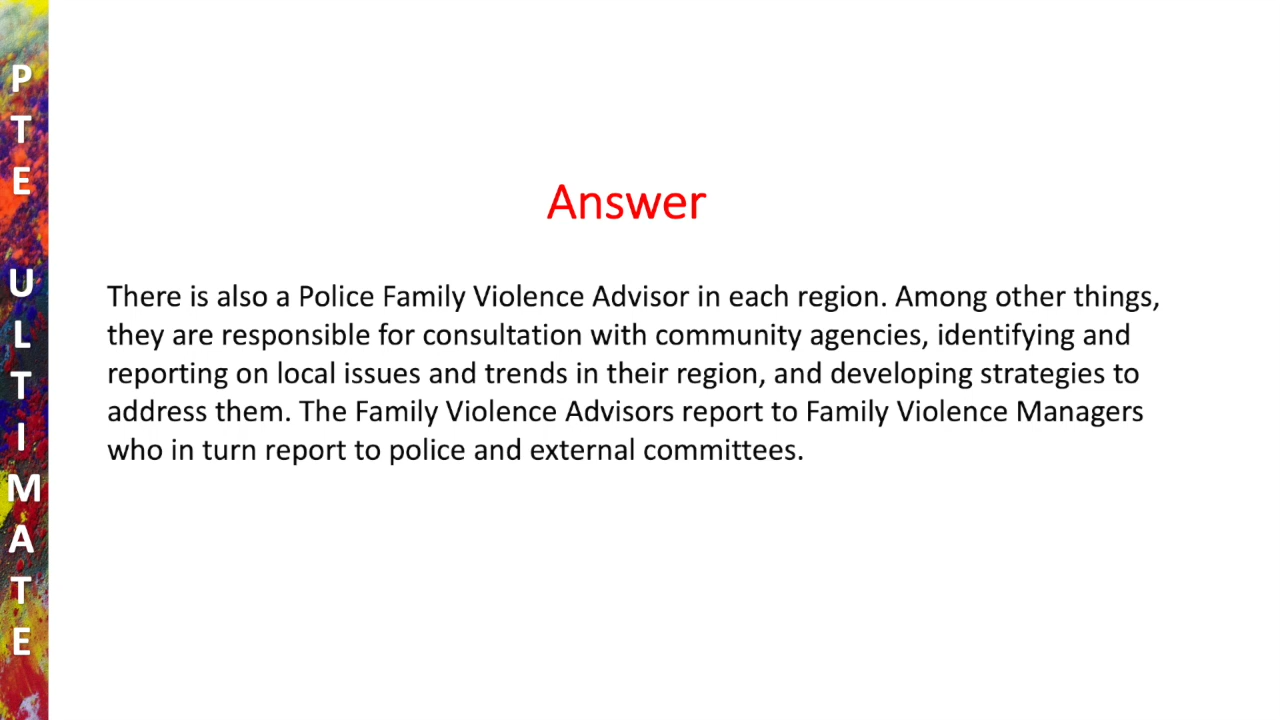 PTE ULTIMATE
Answer
There is also a Police Family Violence Advisor in each region. Among other things,
they are responsible for consultation with community agencies, identifying and
reporting on local issues and trends in their region, and developing strategies to
address them. The Family Violence Advisors report to Family Violence Managers
who in turn report to police and external committees.